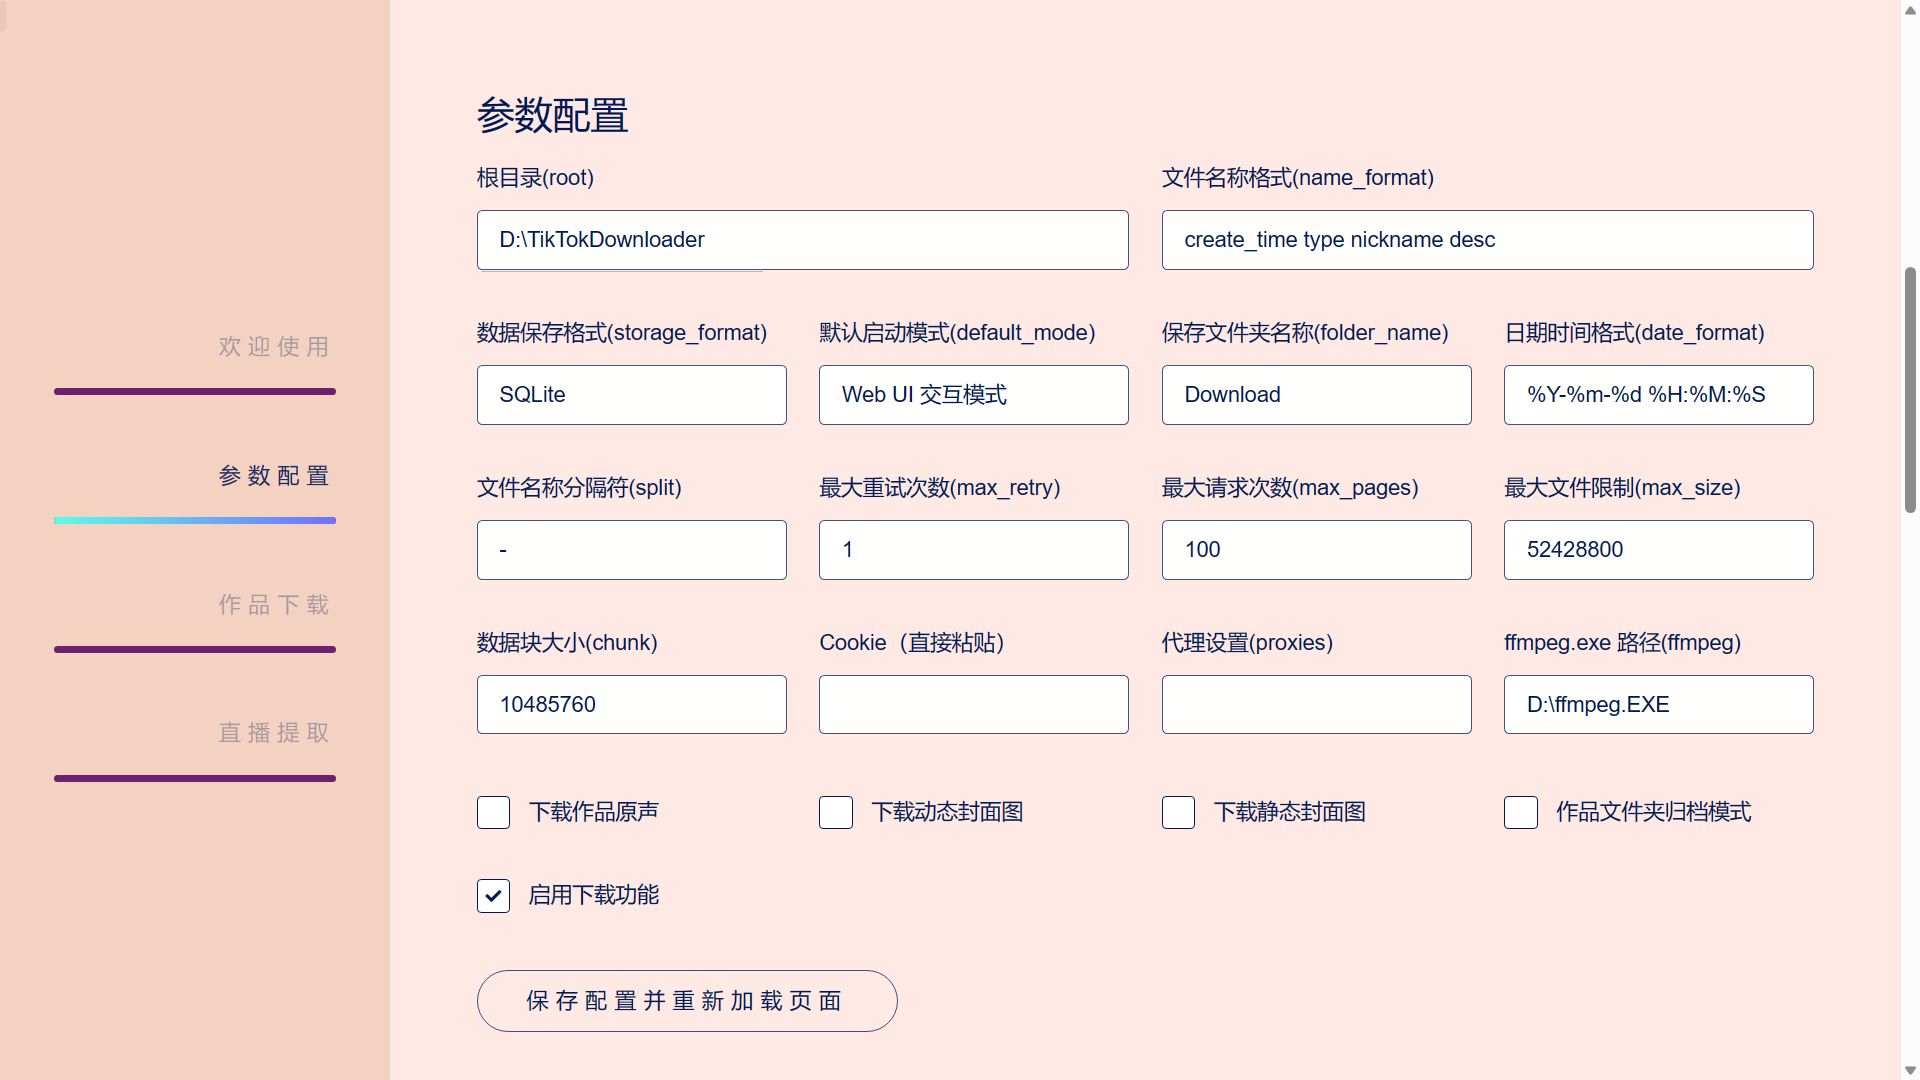 欢迎使用
参数配置
作品下载
直播提取
参数配置
根目录(root)
文件名称格式(name_format)
D:\TikTokDownloader
create_time type nickname desc
数据保存格式(storage_format)
默认启动模式(default_mode)
保存文件夹名称(folder_name)
日期时间格式(date_format)
SQLite
Web UI 交互模式
Download
%Y-%m-%d %H:%M:%S
文件名称分隔符(split)
最大重试次数(max_retry)
最大请求次数(max_pages)
最大文件限制(max_size)
-
1
100
52428800
数据块大小(chunk)
Cookie（直接粘贴）
代理设置(proxies)
ffmpeg.exe 路径(ffmpeg)
10485760
D:\ffmpeg.EXE
下载作品原声
下载动态封面图
下载静态封面图
作品文件夹归档模式
启用下载功能
保存配置并重新加载页面